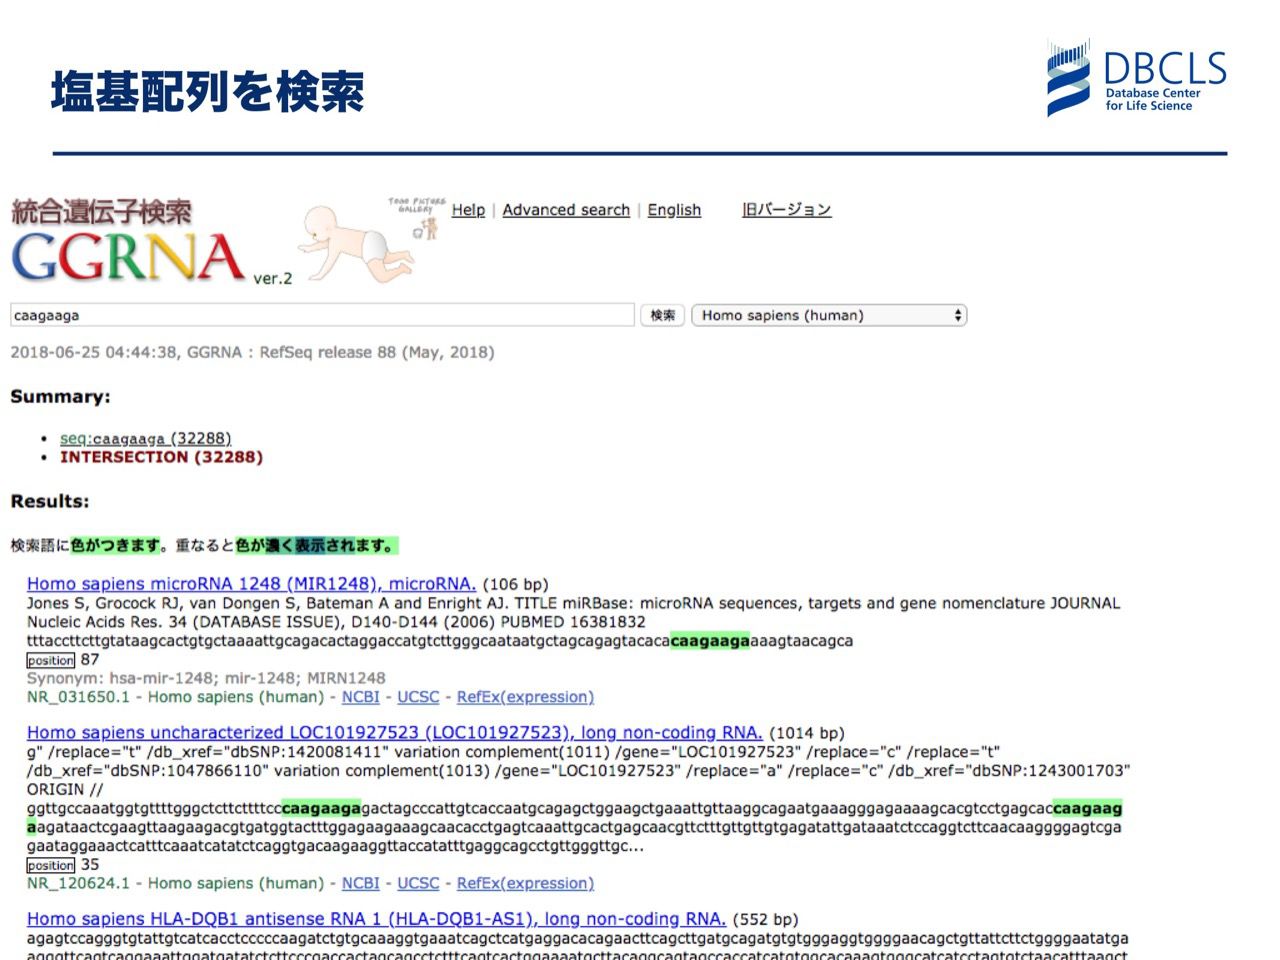 塩基配列を検索
DBCLS
Database Center
for Life Science
統合遺伝子検索
GGRNA ver.2
TOGO PICTURE
GALLERY
Help | Advanced search | English 旧バージョン
caagaaga 検索 Homo sapiens (human)
2018-06-25 04:44:38, GGRNA : RefSeq release 88 (May, 2018)
Summary:
• seq:caagaaga (32288)
• INTERSECTION (32288)
Results:
検索語に色がつきます。重なると色が濃く表示されます。
Homo sapiens microRNA 1248 (MIR1248), microRNA. (106 bp)
Jones S, Grocock RJ, van Dongen S, Bateman A and Enright AJ. TITLE miRBase: microRNA sequences, targets and gene nomenclature JOURNAL
Nucleic Acids Res. 34 (DATABASE ISSUE), D140-D144 (2006) PUBMED 16381832
tttaccttcttgtataagcactgtgctaaaattgcagacactaggaccatgtcttgggcaataatgctagcagagtacacacaagaagaaaagtaacagca
position 87
Synonym: hsa-mir-1248; mir-1248; MIRN1248
NR_031650.1 - Homo sapiens (human) - NCBI - UCSC - RefEx(expression)
Homo sapiens uncharacterized LOC101927523 (LOC101927523), long non-coding RNA. (1014 bp)
g" /replace="t" /db_xref="dbSNP:1420081411" variation complement(1011) /gene="LOC101927523" /replace="c" /replace="t"
/db_xref="dbSNP:1047866110" variation complement(1013) /gene="LOC101927523" /replace="a" /replace="c" /db_xref="dbSNP:1243001703"
ORIGIN //
ggttgccaaatggtgttttgggctcttcttttcccaagaagagactagcccattgtcaccaatgcagagctggaagctgaaattgttaaggcagaatgaaagggagaaaagcacgtcctgagcaccaagaag
aagataactcgaagttaagaagacgtgatggtactttggagaagaaagcaacacctgagtcaaattgcactgagcaacgttctttgttgttgtgagatattgataaatctccaggtcttcaacaaggggagtcga
gaataggaaactcatttcaaatcatatctcaggtgacaagaaggttaccatatttgaggcagcctgttgggttgc...
position 35
NR_120624.1 - Homo sapiens (human) - NCBI - UCSC - RefEx(expression)
Homo sapiens HLA-DQB1 antisense RNA 1 (HLA-DQB1-AS1), long non-coding RNA. (552 bp)
agagtccagggtgtattgtcatcacctcccccaagatctgtgcaaaggtgaaatcagctcatgaggacacagaacttcagcttgatgcagatgtgtgggaggtggggaacagctgttattcttctggggaatatga